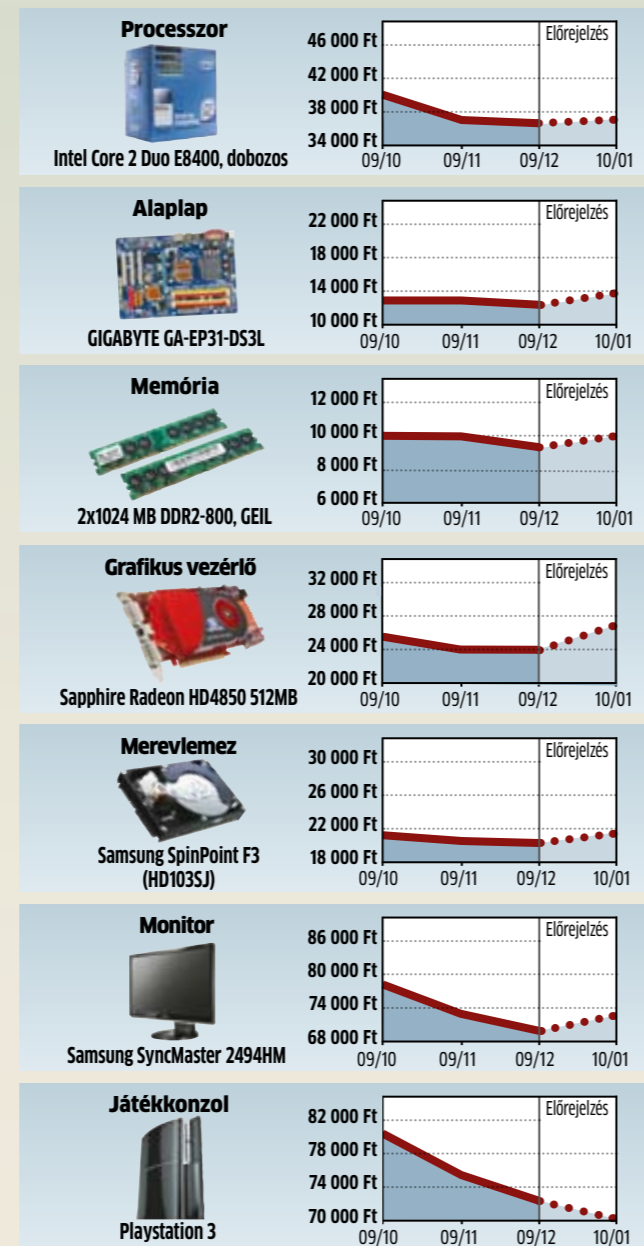 Processzor
Intel Core 2 Duo E8400, dobozos
46 000 Ft
42 000 Ft
38 000 Ft
34 000 Ft
Előrejelzés
09/10 09/11 09/12 10/01
Alaplap
GIGABYTE GA-EP31-DS3L
22 000 Ft
18 000 Ft
14 000 Ft
10 000 Ft
Előrejelzés
09/10 09/11 09/12 10/01
Memória
2x1024 MB DDR2-800, GEIL
12 000 Ft
10 000 Ft
8 000 Ft
6 000 Ft
Előrejelzés
09/10 09/11 09/12 10/01
Grafikus vezérlő
Sapphire Radeon HD4850 512MB
32 000 Ft
28 000 Ft
24 000 Ft
20 000 Ft
Előrejelzés
09/10 09/11 09/12 10/01
Merevlemez
Samsung SpinPoint F3
(HD103SJ)
30 000 Ft
26 000 Ft
22 000 Ft
18 000 Ft
Előrejelzés
09/10 09/11 09/12 10/01
Monitor
Samsung SyncMaster 2494HM
86 000 Ft
80 000 Ft
74 000 Ft
68 000 Ft
Előrejelzés
09/10 09/11 09/12 10/01
Játékkonzol
Playstation 3
82 000 Ft
78 000 Ft
74 000 Ft
70 000 Ft
Előrejelzés
09/10 09/11 09/12 10/01